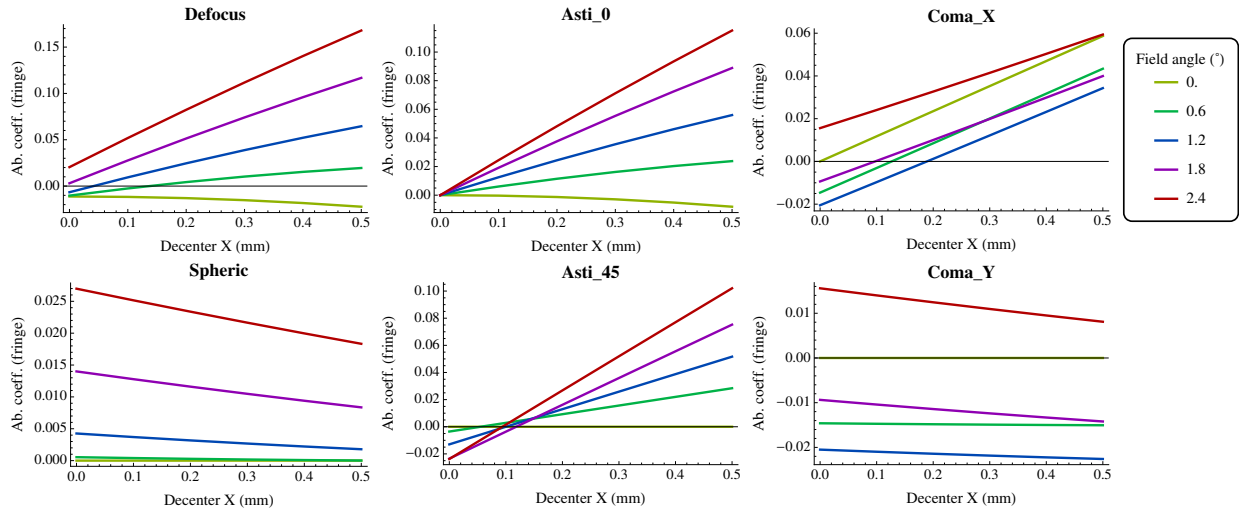 Defocus
Ab. coeff. (fringe)
0.15
0.10
0.05
0.00
0.0 0.1 0.2 0.3 0.4 0.5
Decenter X (mm)
Asti_0
Ab. coeff. (fringe)
0.10
0.08
0.06
0.04
0.02
0.00
0.0 0.1 0.2 0.3 0.4 0.5
Decenter X (mm)
Coma_X
Ab. coeff. (fringe)
0.06
0.04
0.02
0.00
−0.02
0.0 0.1 0.2 0.3 0.4 0.5
Decenter X (mm)
Field angle (°)
0.
0.6
1.2
1.8
2.4
Spheric
Ab. coeff. (fringe)
0.025
0.020
0.015
0.010
0.005
0.000
0.0 0.1 0.2 0.3 0.4 0.5
Decenter X (mm)
Asti_45
Ab. coeff. (fringe)
0.10
0.08
0.06
0.04
0.02
0.00
−0.02
0.0 0.1 0.2 0.3 0.4 0.5
Decenter X (mm)
Coma_Y
Ab. coeff. (fringe)
0.01
0.00
−0.01
−0.02
0.0 0.1 0.2 0.3 0.4 0.5
Decenter X (mm)